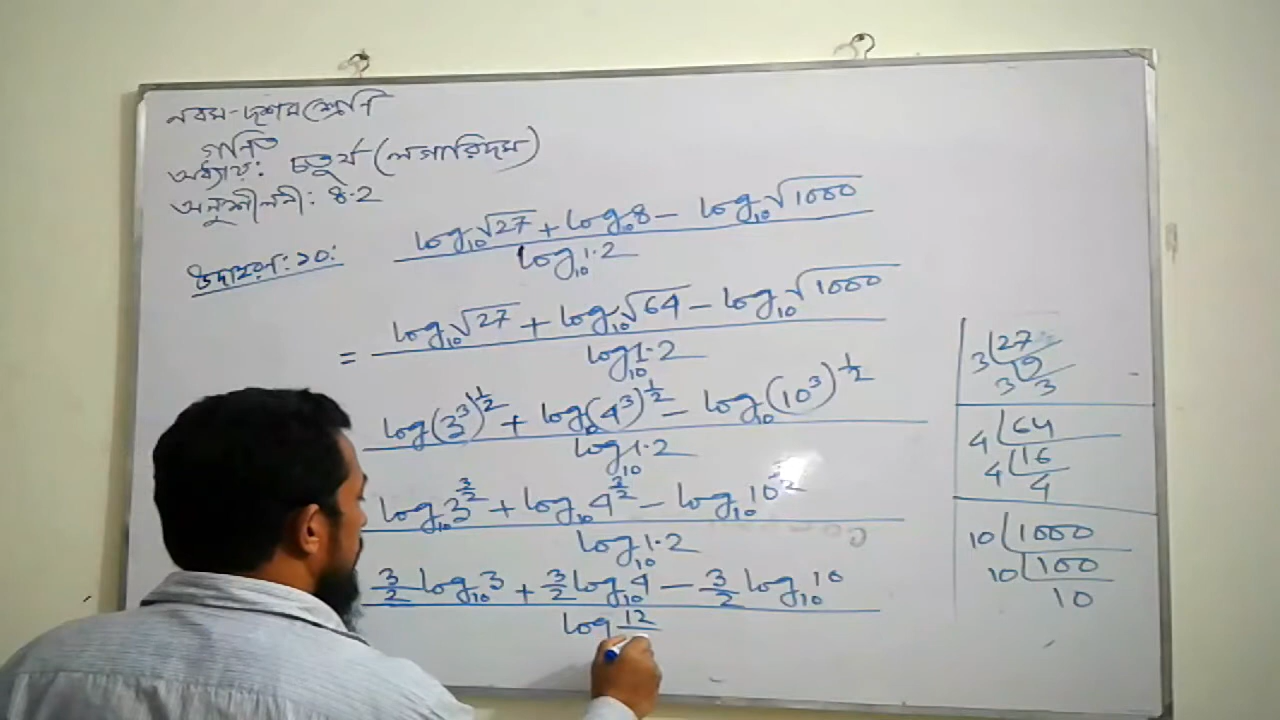 নবম-দশম শ্রেণি
গণিত
অধ্যায়: চতুর্থ (লগারিদম)
অনুশীলনী: ৪.২
উদাহরণ: ১০:
log₁₀√27 + log₁₀8 − log₁₀√1000
log₁₀1.2
= log₁₀√27 + log₁₀√64 − log₁₀√1000
log₁₀1.2
log(3³)^½ + log₁₀(4³)^½ − log₁₀(10³)^½
log₁₀1.2
log₁₀3^3/2 + log₁₀4^3/2 − log₁₀10^3/2
log₁₀1.2
3/2 log₁₀3 + 3/2 log₁₀4 − 3/2 log₁₀10
log 12
3 27
3 9
3
4 64
4 16
4
10 1000
10 100
10